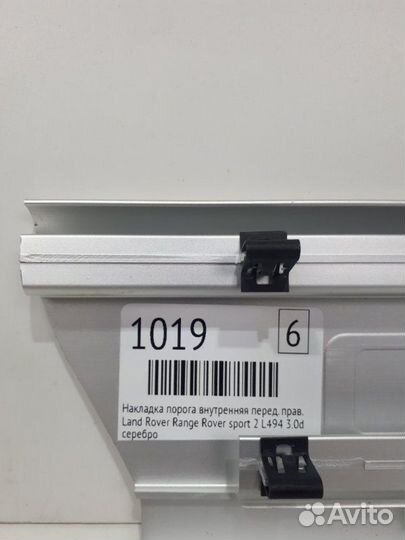 1019 6
Накладка порога внутренняя перед. прав.
Land Rover Range Rover sport 2 L494 3.0d
серебро
Avito